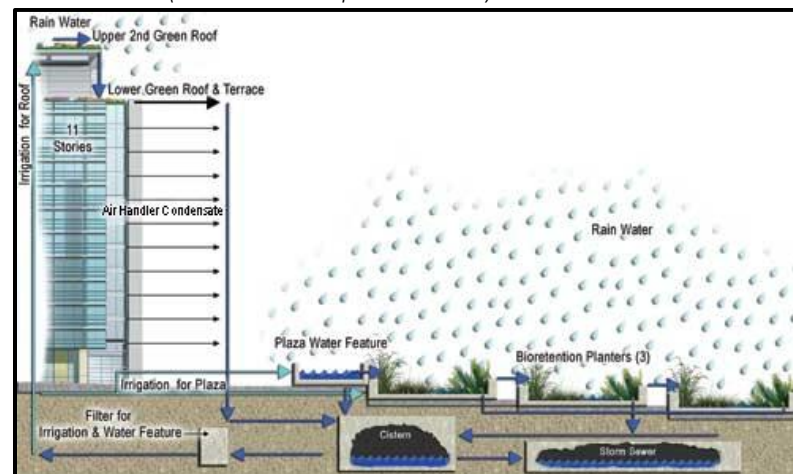 Rain Water
Upper 2nd Green Roof
Lower Green Roof & Terrace
Irrigation for Roof
11
Stories
Air Handler Condensate
Rain Water
Plaza Water Feature
Bioretention Planters (3)
Irrigation for Plaza
Filter for
Irrigation & Water Feature
Cistern
Storm Sewer